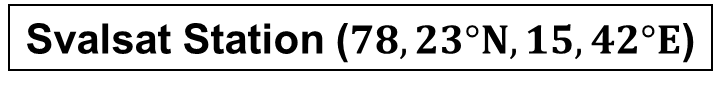 Svalsat Station (78, 23°N, 15, 42°E)